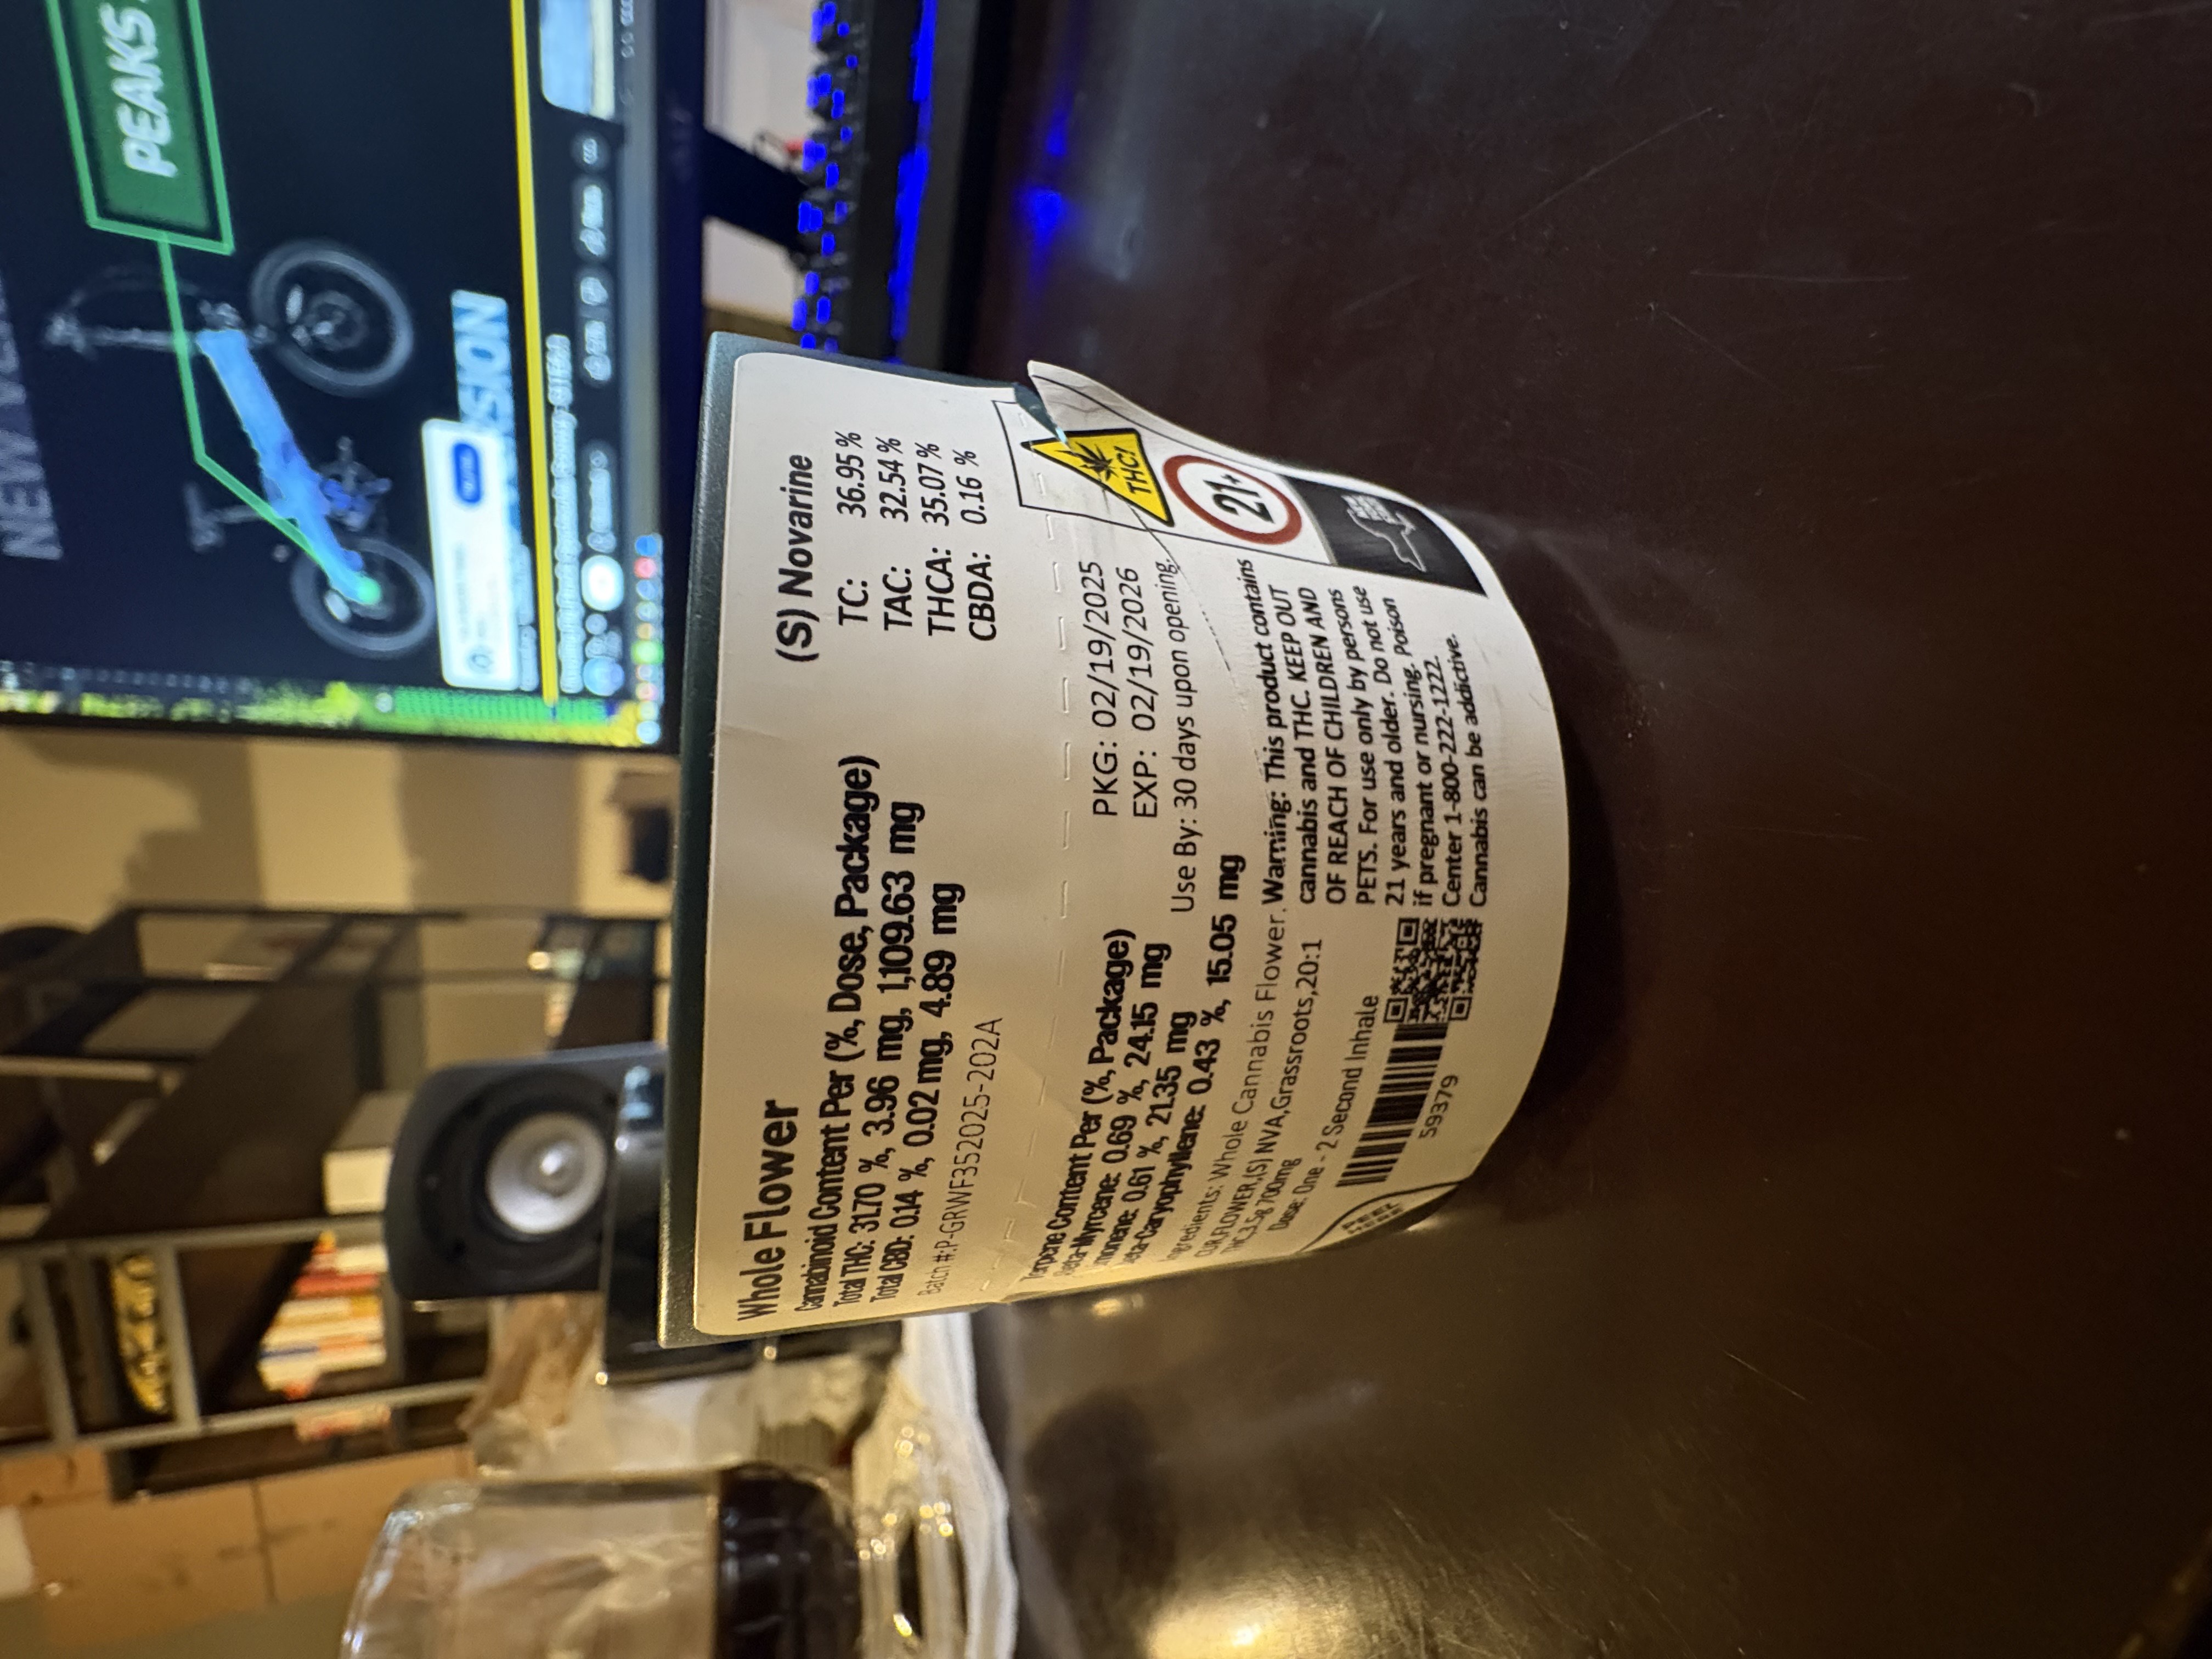 NEW
PEAKS
Whole Flower
Cannabinoid Content Per (%, Dose, Package)
Total THC: 31.70 %, 3.96 mg, 1,109.63 mg
Total CBD: 0.14 %, 0.02 mg, 4.89 mg
Batch #:P-GRWF352025-202A
(S) Novarine
TC: 36.95 %
TAC: 32.54 %
THCA: 35.07 %
CBDA: 0.16 %
Terpene Content Per (%, Package)
Beta-Myrcene: 0.69 %, 24.15 mg
monene: 0.61 %, 21.35 mg
eta-Caryophyllene: 0.43 %, 15.05 mg
Ingredients: Whole Cannabis Flower.
CUR,FLOWER,(S) NVA,Grassroots,20:1
THC,3.5g 700mg
Dose: One - 2 Second Inhale
PEEL
59379
PKG: 02/19/2025
EXP: 02/19/2026
Use By: 30 days upon opening.
Warning: This product contains
cannabis and THC. KEEP OUT
OF REACH OF CHILDREN AND
PETS. For use only by persons
21 years and older. Do not use
if pregnant or nursing. Poison
Center 1-800-222-1222.
Cannabis can be addictive.
THC!
21+